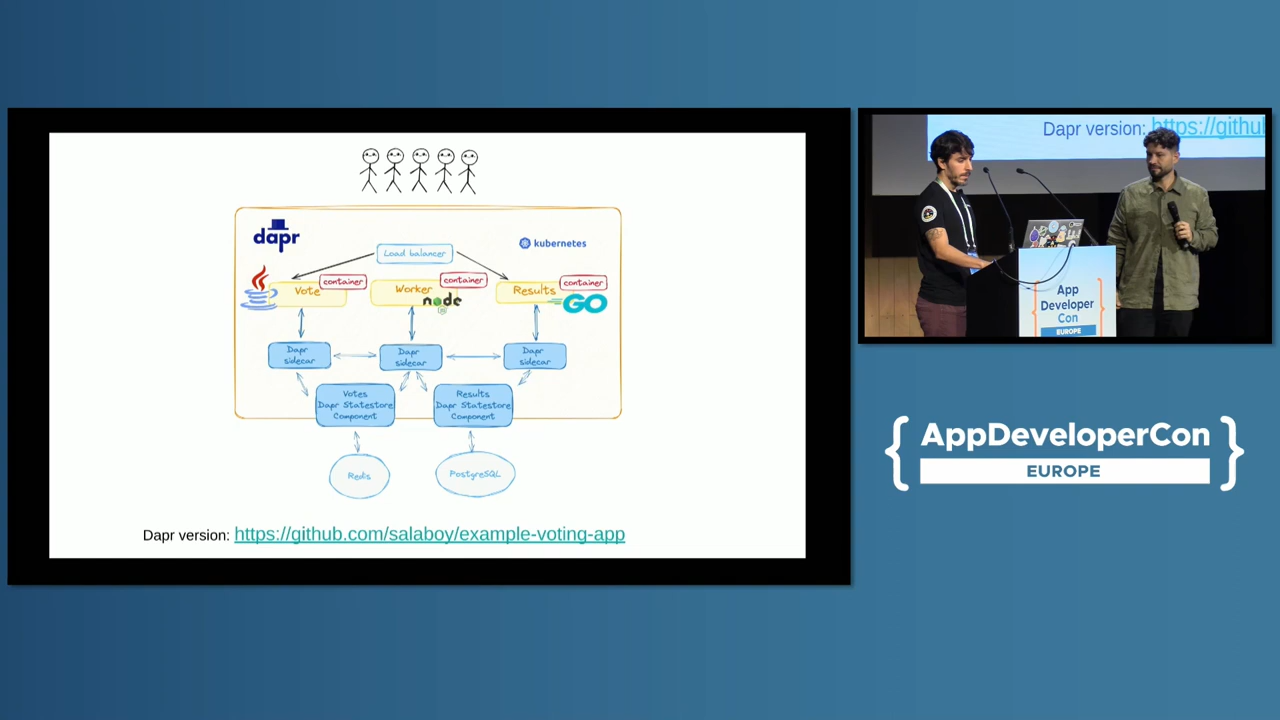 dapr
kubernetes
Load balancer
Vote
container
Worker
container
node
JS
Results
container
GO
Dapr
sidecar
Dapr
sidecar
Dapr
sidecar
Votes
Dapr Statestore
Component
Results
Dapr Statestore
Component
Redis
PostgreSQL
Dapr version: https://github.com/salaboy/example-voting-app
Dapr version: https://githu
App
Developer
Con
EUROPE
{ AppDeveloperCon }
EUROPE